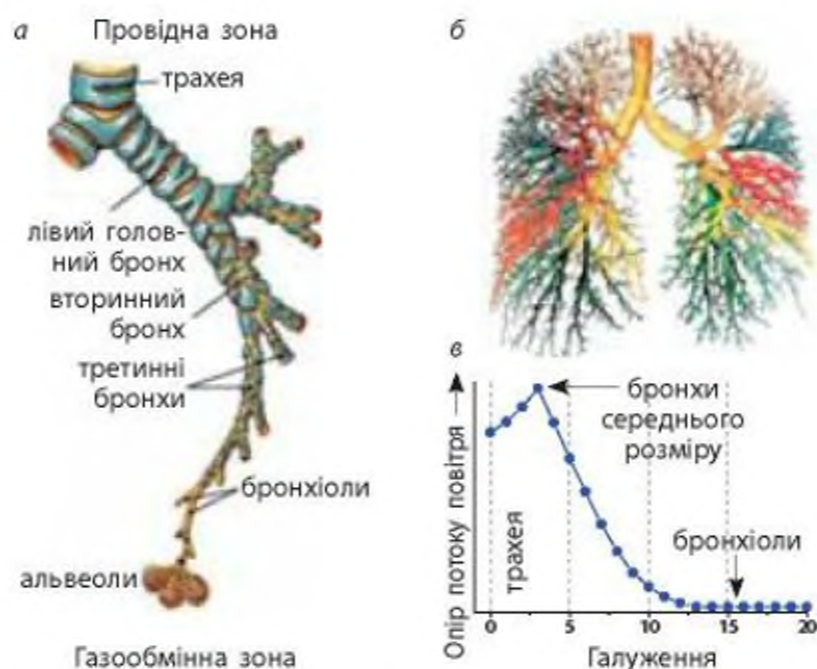 а
Провідна зона
трахея
лівий голов-
ний бронх
вторинний
бронх
третинні
бронхи
бронхіоли
альвеоли
Газообмінна зона
б
в
Опір потоку повітря
бронхи
середнього
розміру
трахея
бронхіоли
0 5 10 15 20
Галуження